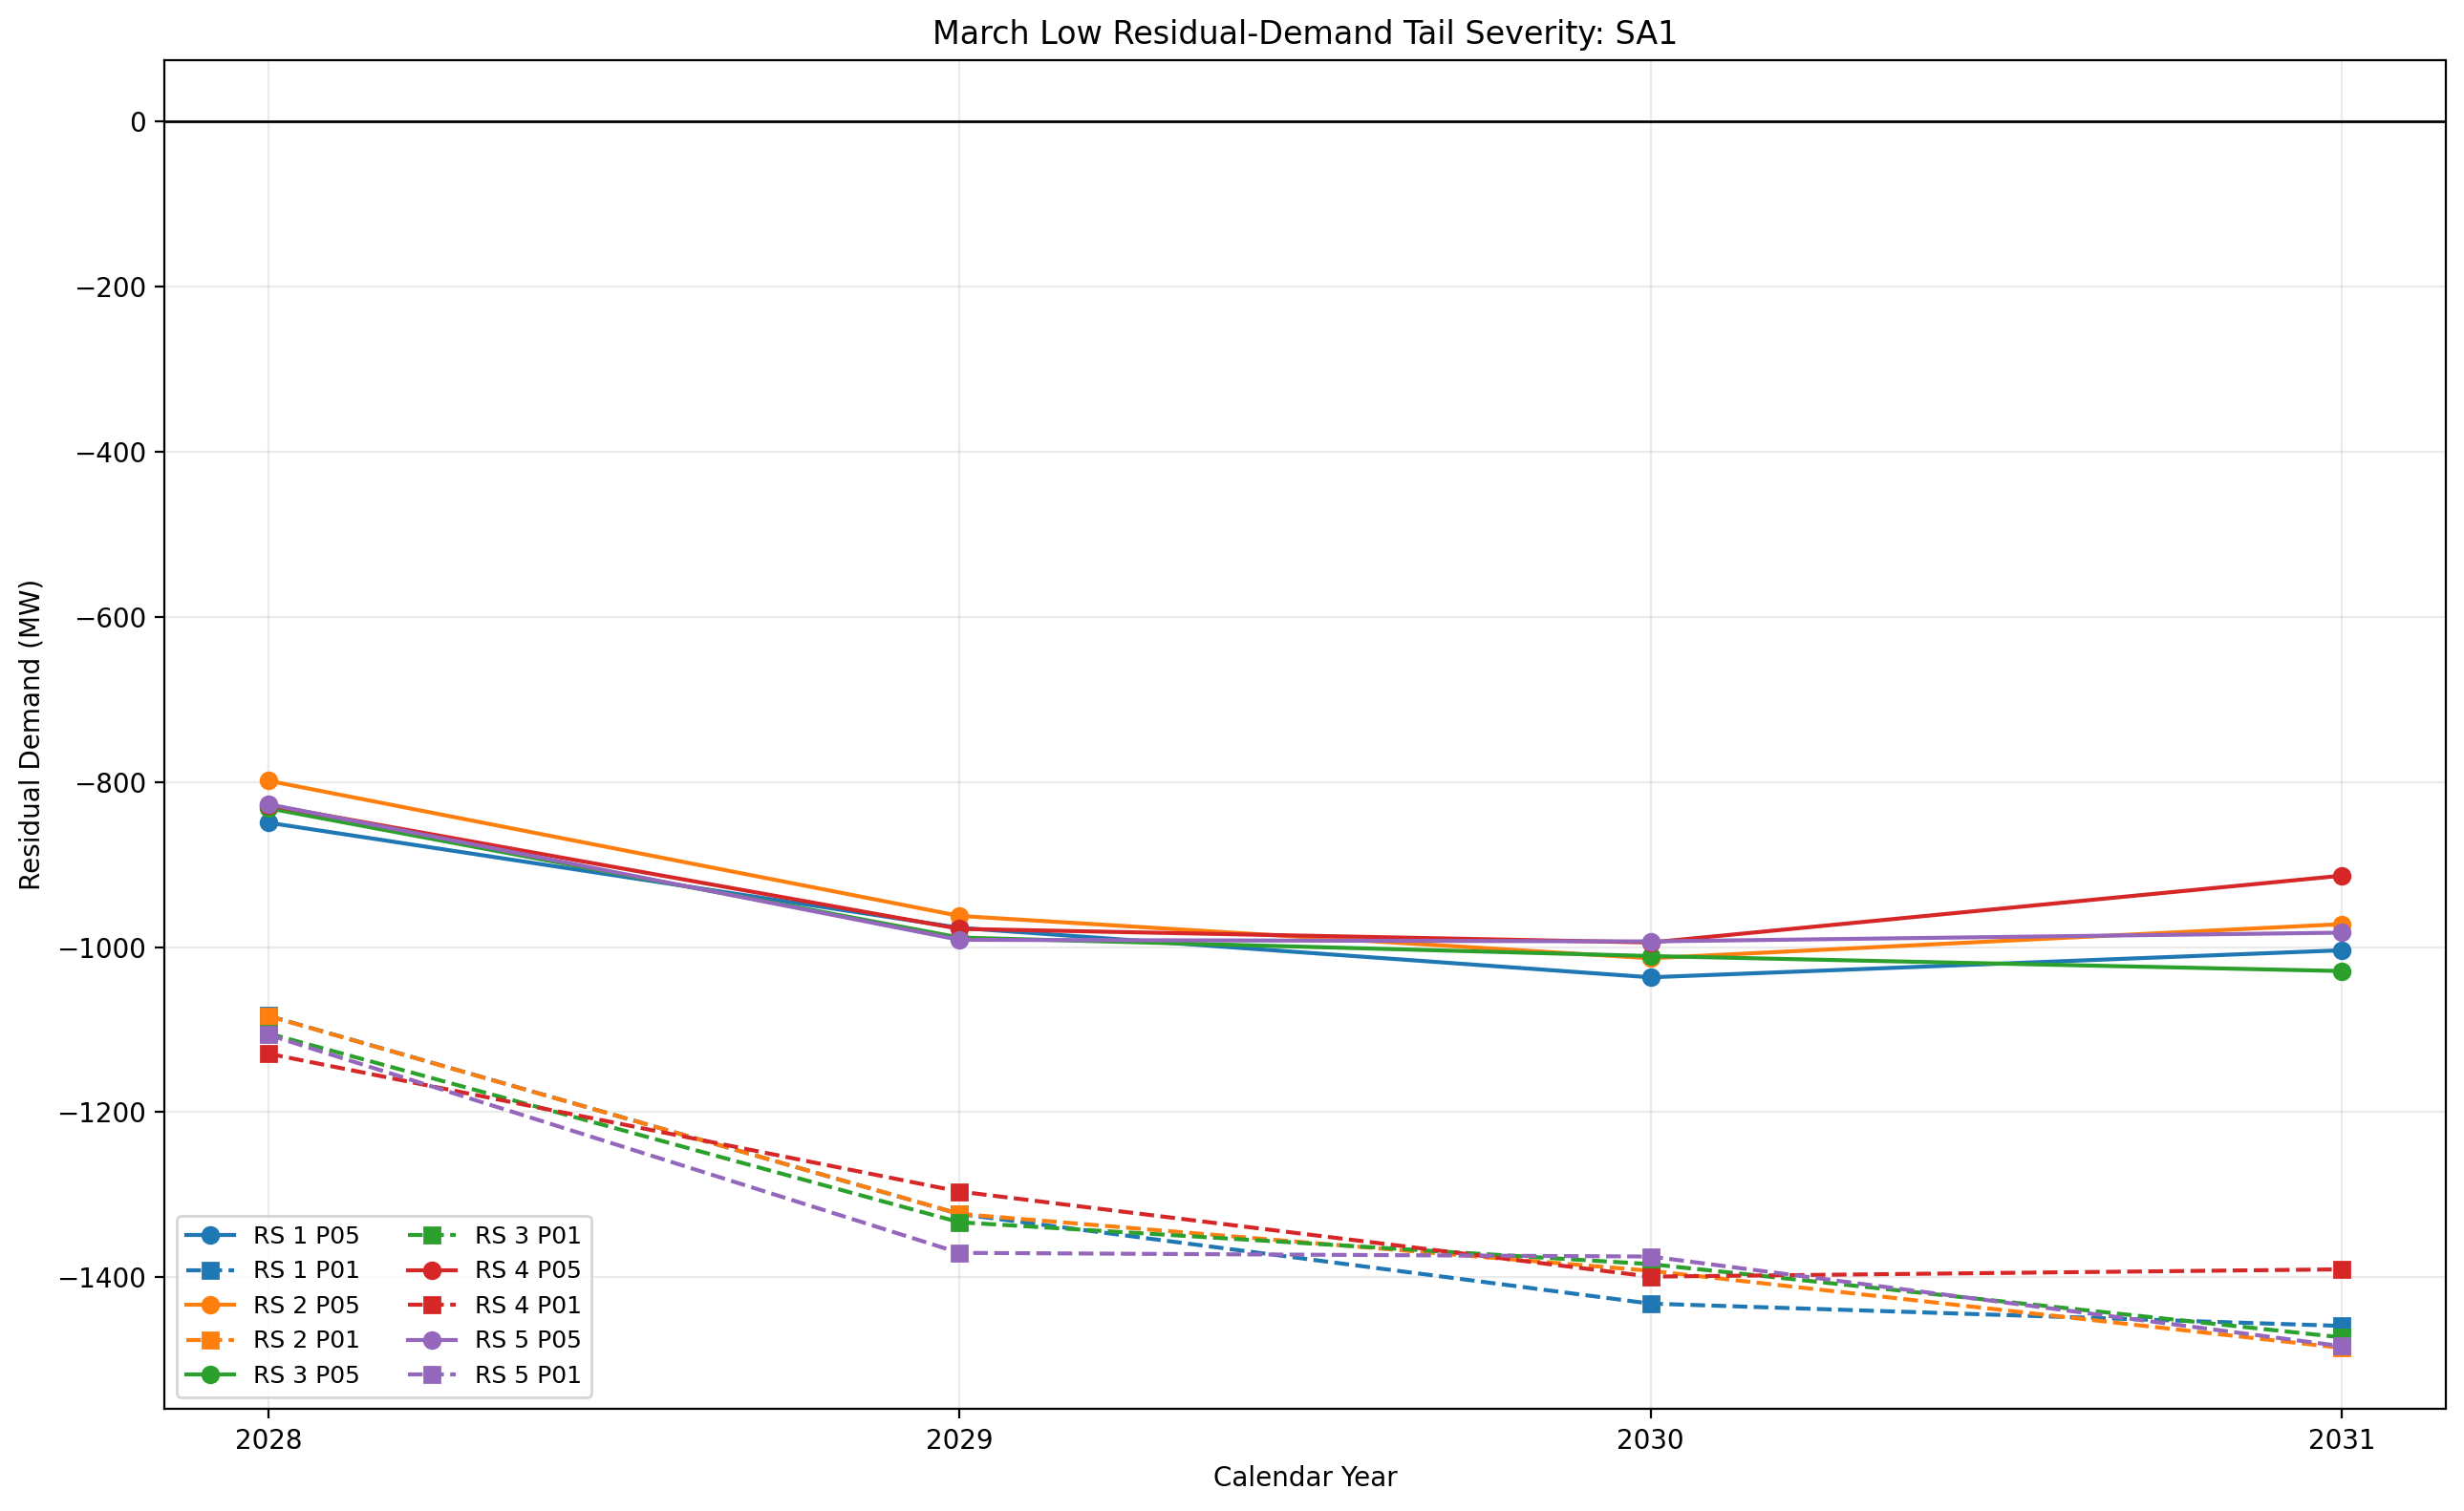 March Low Residual-Demand Tail Severity: SA1
Residual Demand (MW)
0
−200
−400
−600
−800
−1000
−1200
−1400
RS 1 P05
RS 1 P01
RS 2 P05
RS 2 P01
RS 3 P05
RS 3 P01
RS 4 P05
RS 4 P01
RS 5 P05
RS 5 P01
2028
2029
2030
2031
Calendar Year